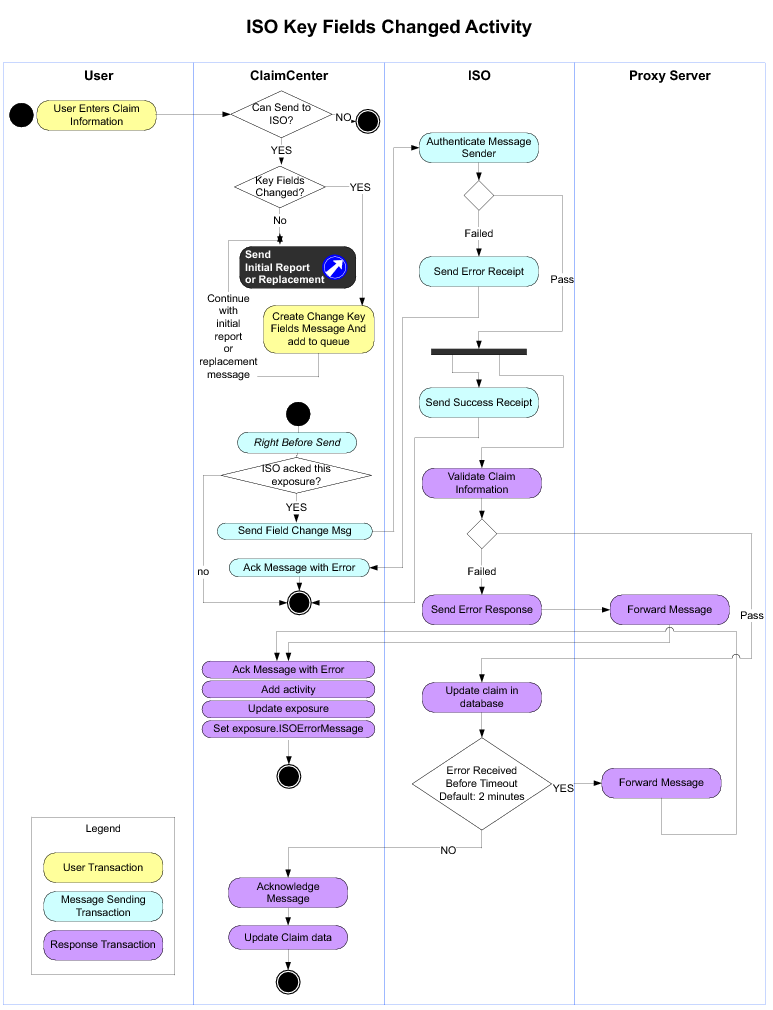 ISO Key Fields Changed Activity
User
ClaimCenter
ISO
Proxy Server
User Enters Claim
Information
Can Send to
ISO?
NO
YES
Key Fields
Changed?
YES
No
Send
Initial Report
or Replacement
Continue
with
initial
report
or
replacement
message
Create Change Key
Fields Message And
add to queue
Authenticate Message
Sender
Failed
Pass
Send Error Receipt
Send Success Receipt
Right Before Send
ISO acked this
exposure?
YES
no
Send Field Change Msg
Ack Message with Error
Validate Claim
Information
Failed
Pass
Send Error Response
Forward Message
Ack Message with Error
Add activity
Update exposure
Set exposure.ISOErrorMessage
Update claim in
database
Error Received
Before Timeout
Default: 2 minutes
YES
Forward Message
NO
Acknowledge
Message
Update Claim data
Legend
User Transaction
Message Sending
Transaction
Response Transaction